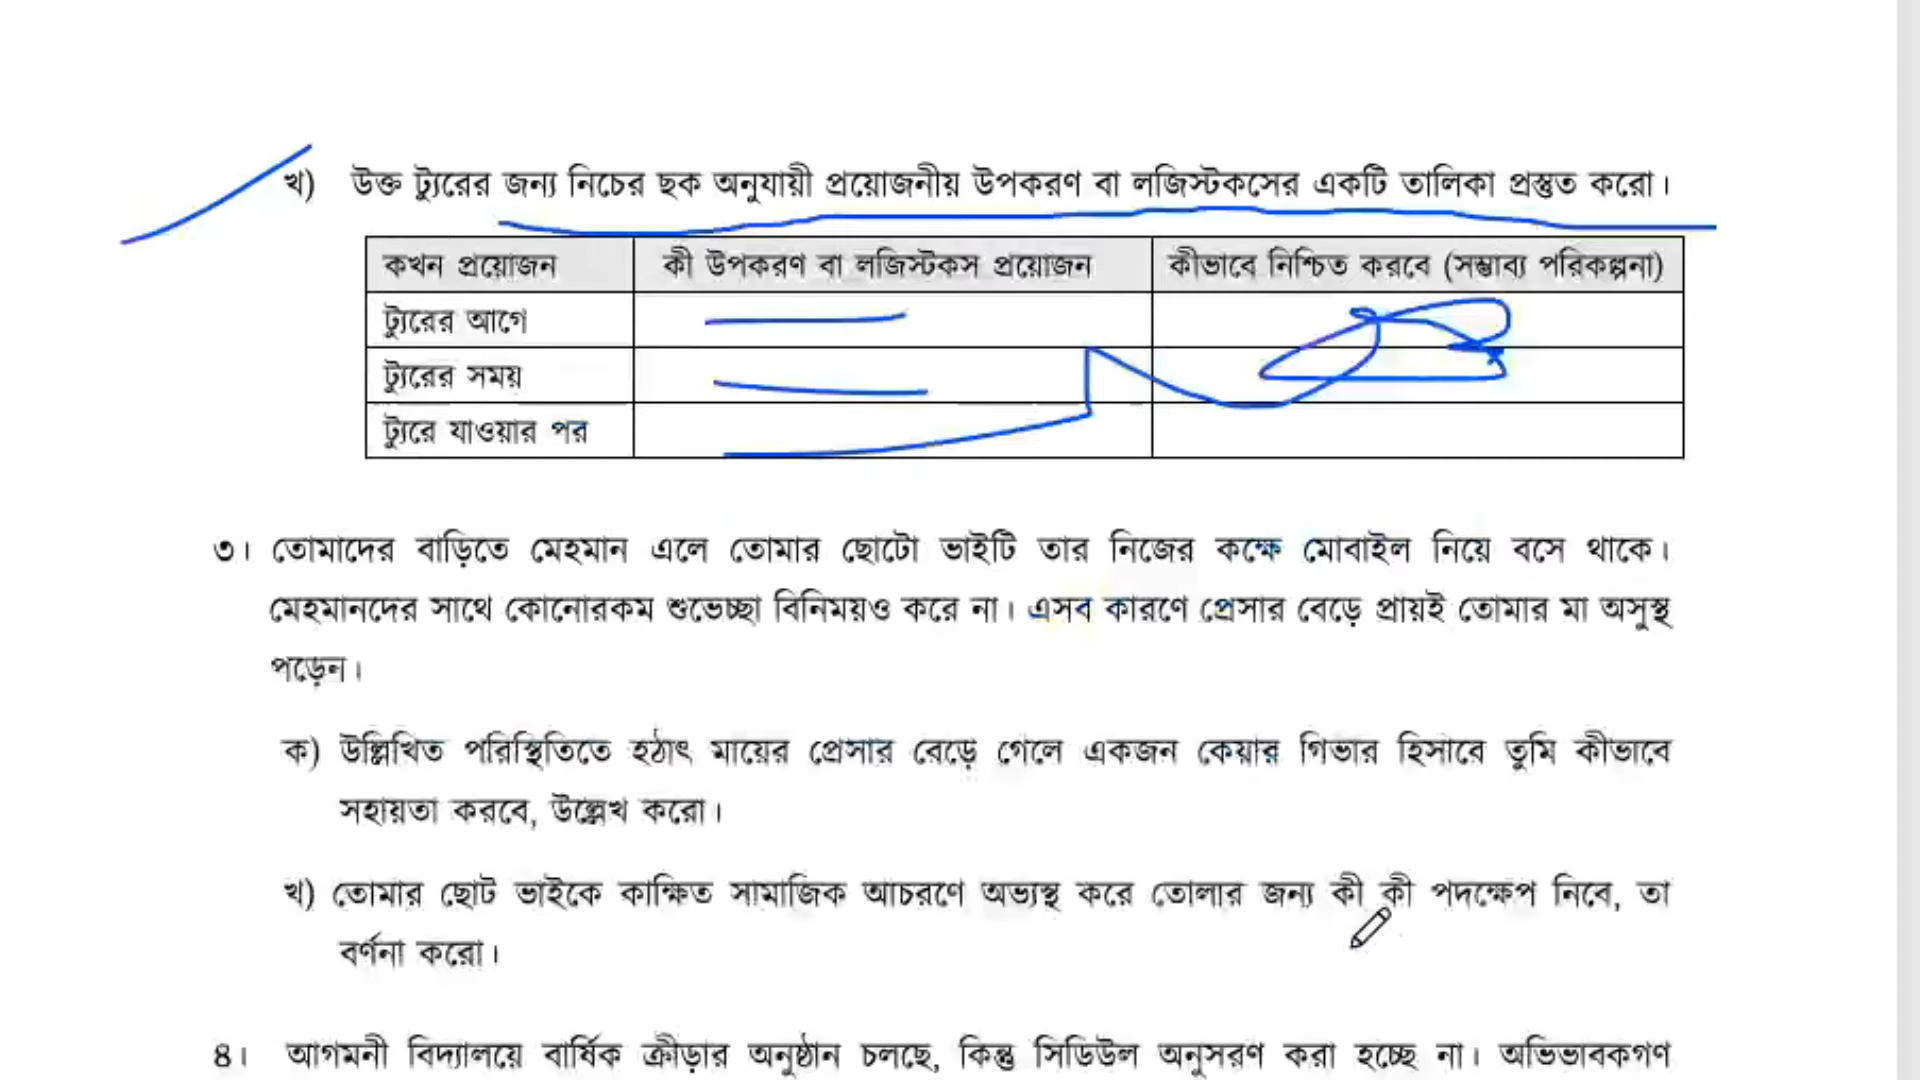 খ) উক্ত ট্যুরের জন্য নিচের ছক অনুযায়ী প্রয়োজনীয় উপকরণ বা লজিস্টিকসের একটি তালিকা প্রস্তুত করো।
কখন প্রয়োজন কী উপকরণ বা লজিস্টিকস প্রয়োজন কীভাবে নিশ্চিত করবে (সম্ভাব্য পরিকল্পনা)
ট্যুরের আগে
ট্যুরের সময়
ট্যুরে যাওয়ার পর
৩। তোমাদের বাড়িতে মেহমান এলে তোমার ছোটো ভাইটি তার নিজের কক্ষে মোবাইল নিয়ে বসে থাকে।
মেহমানদের সাথে কোনোরকম শুভেচ্ছা বিনিময়ও করে না। এসব কারণে প্রেসার বেড়ে প্রায়ই তোমার মা অসুস্থ
পড়েন।
ক) উল্লিখিত পরিস্থিতিতে হঠাৎ মায়ের প্রেসার বেড়ে গেলে একজন কেয়ার গিভার হিসাবে তুমি কীভাবে
সহায়তা করবে, উল্লেখ করো।
খ) তোমার ছোট ভাইকে কাক্ষিত সামাজিক আচরণে অভ্যস্থ করে তোলার জন্য কী কী পদক্ষেপ নিবে, তা
বর্ণনা করো।
৪। আগমনী বিদ্যালয়ে বার্ষিক ক্রীড়ার অনুষ্ঠান চলছে, কিন্তু সিডিউল অনুসরণ করা হচ্ছে না। অভিভাবকগণ